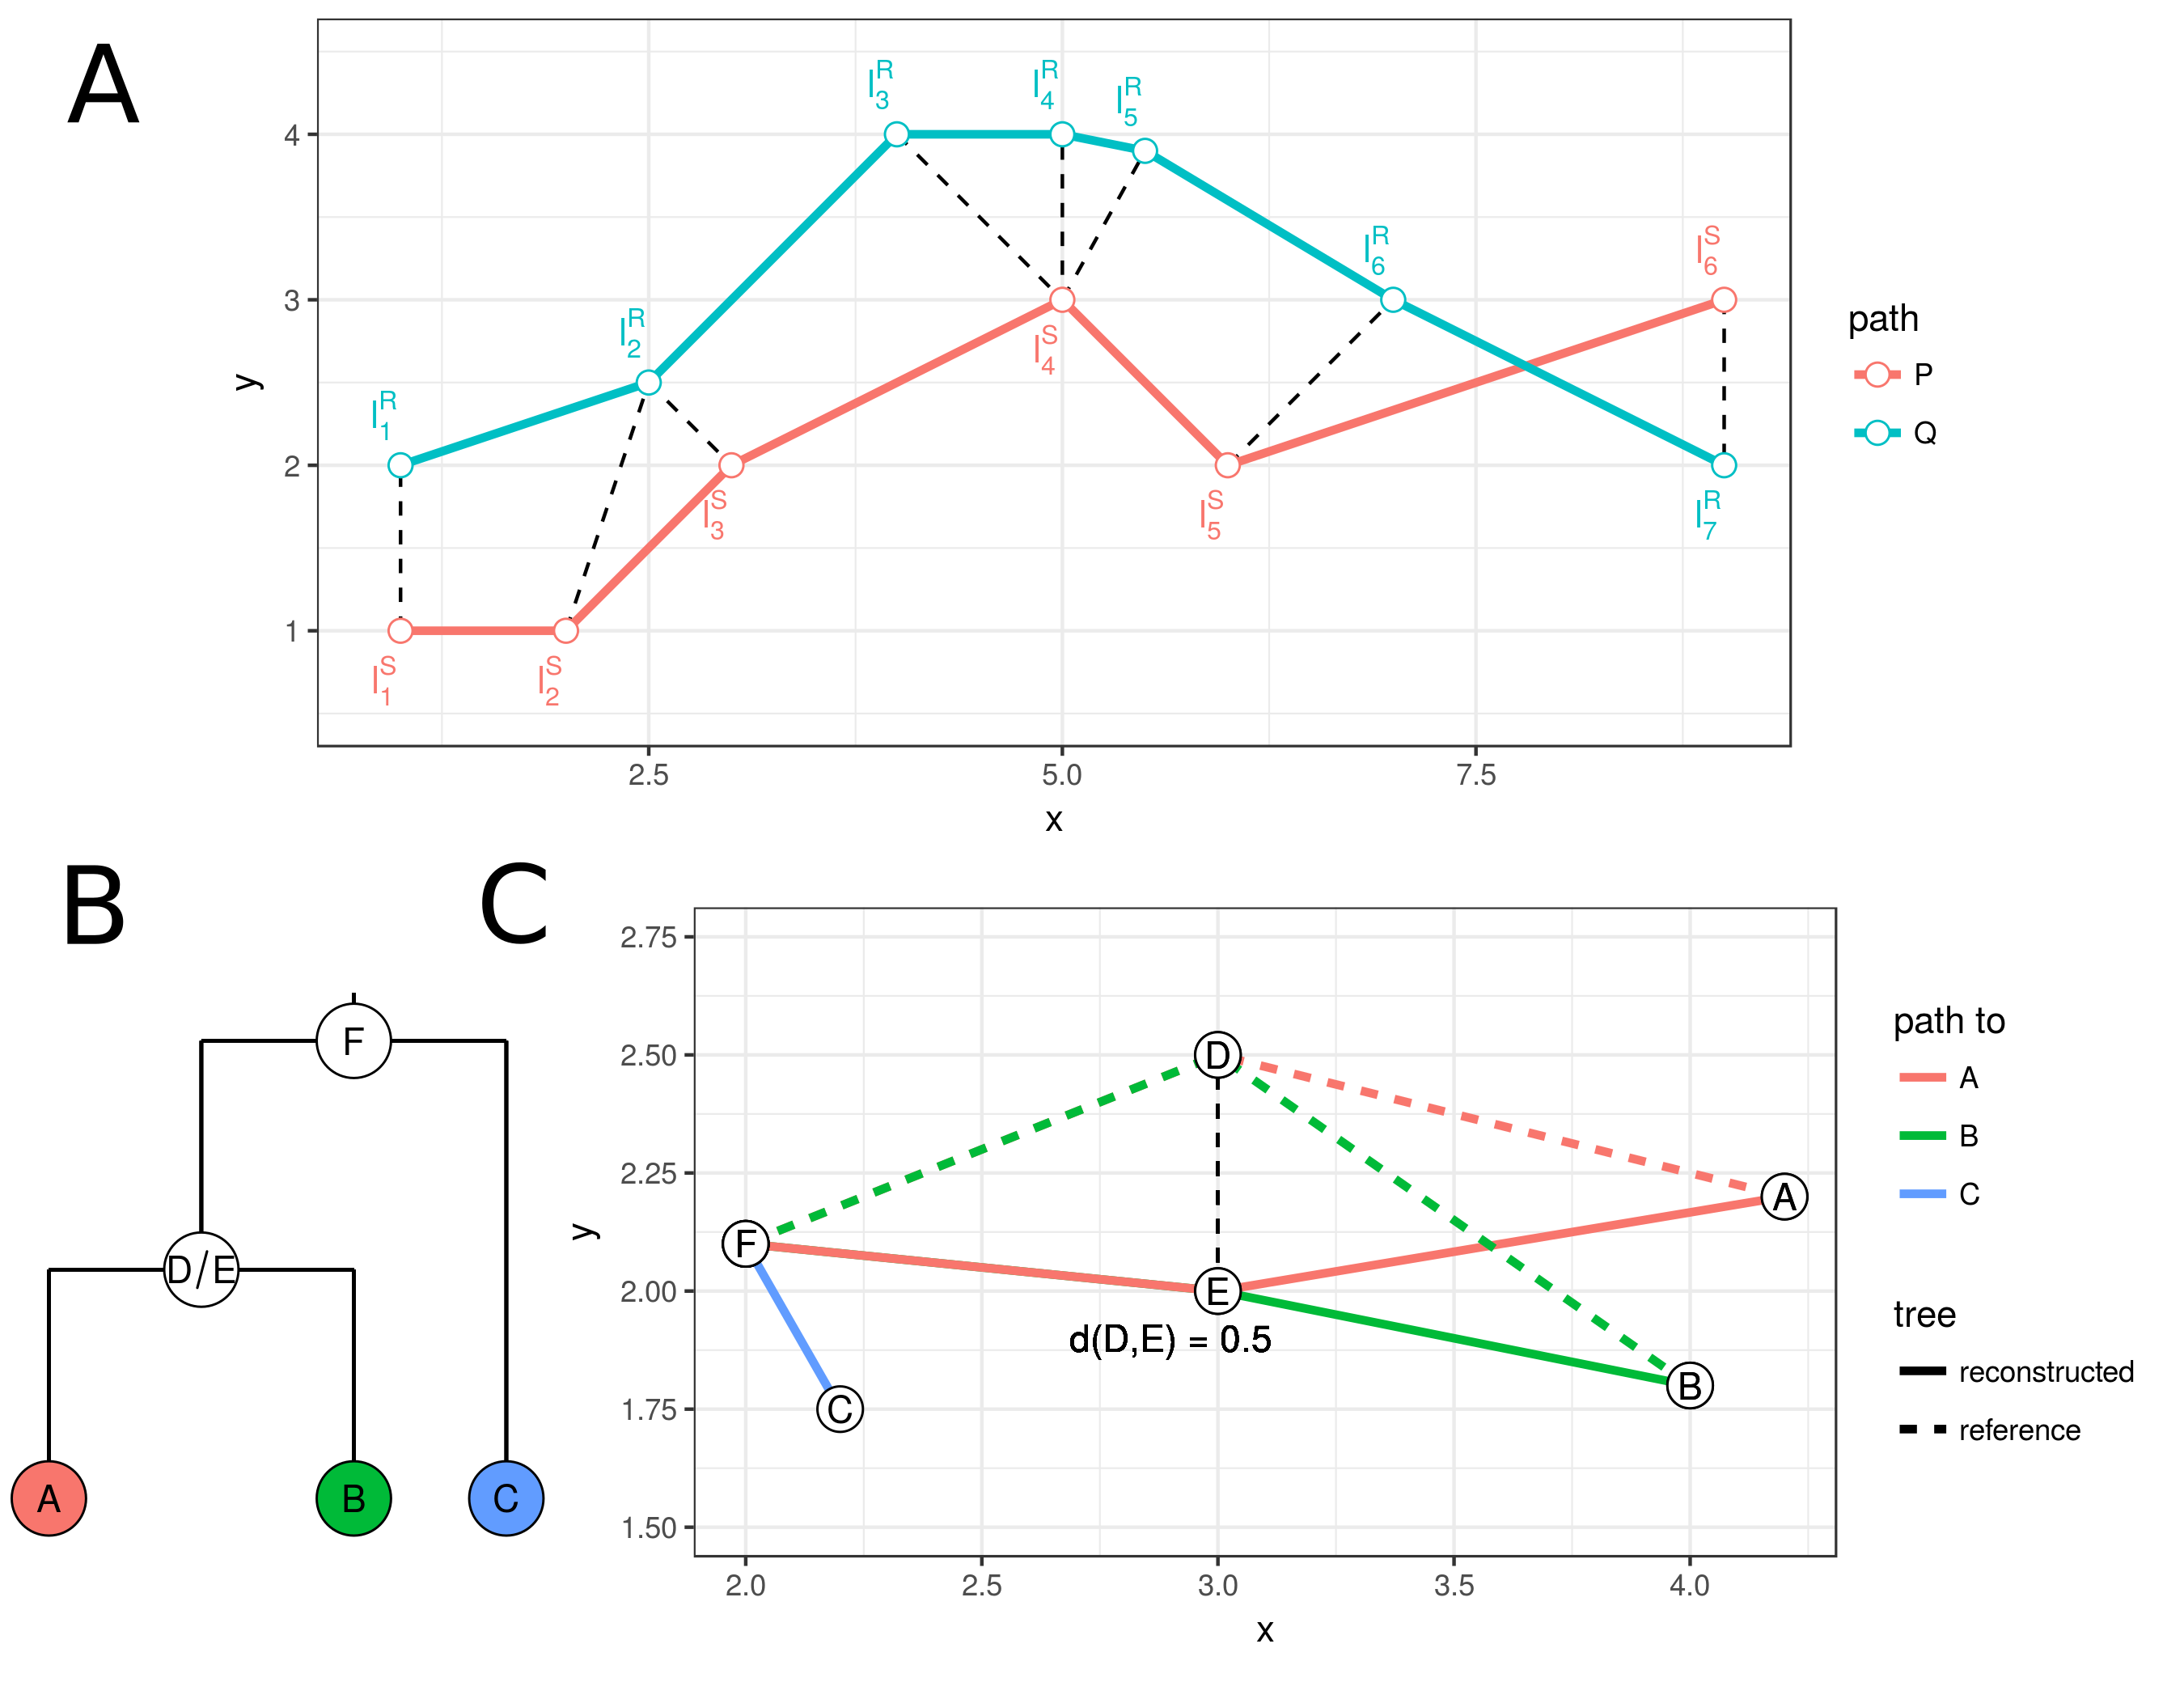 A
4
3
2
1
y
l₃ᴿ
l₄ᴿ
l₅ᴿ
l₆ᴿ
l₆ˢ
l₂ᴿ
l₄ˢ
l₁ᴿ
l₃ˢ
l₅ˢ
l₇ᴿ
l₁ˢ
l₂ˢ
2.5 5.0 7.5
x
path
P
Q
B
F
D/E
A B C
C
2.75
2.50
2.25
2.00
1.75
1.50
y
D
A
F
E
d(D,E) = 0.5
B
C
2.0 2.5 3.0 3.5 4.0
x
path to
A
B
C
tree
reconstructed
reference